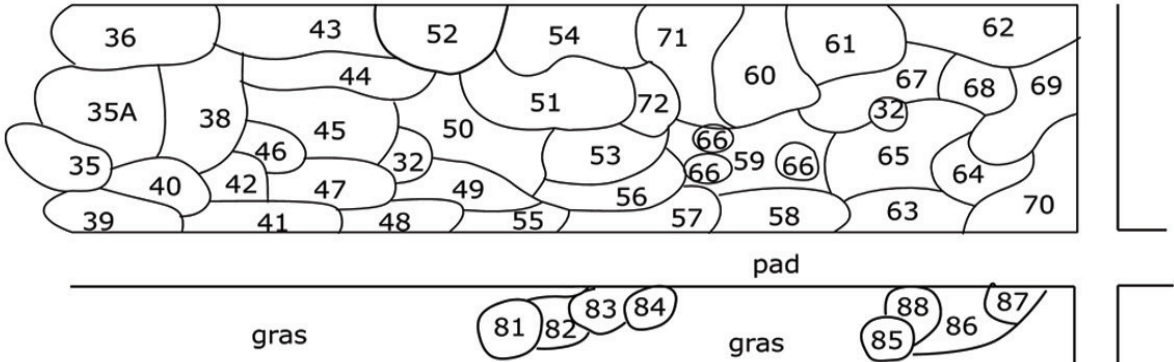 36 43 52 54 71 61 62
35A 38 44 51 72 60 67 68 69
45 50 32
35 46 32 53 66 59 66 65 64
66
40 42 47 49 56
39 41 48 55 57 58 63 70
pad
gras 81 82 83 84 gras 85 88 86 87